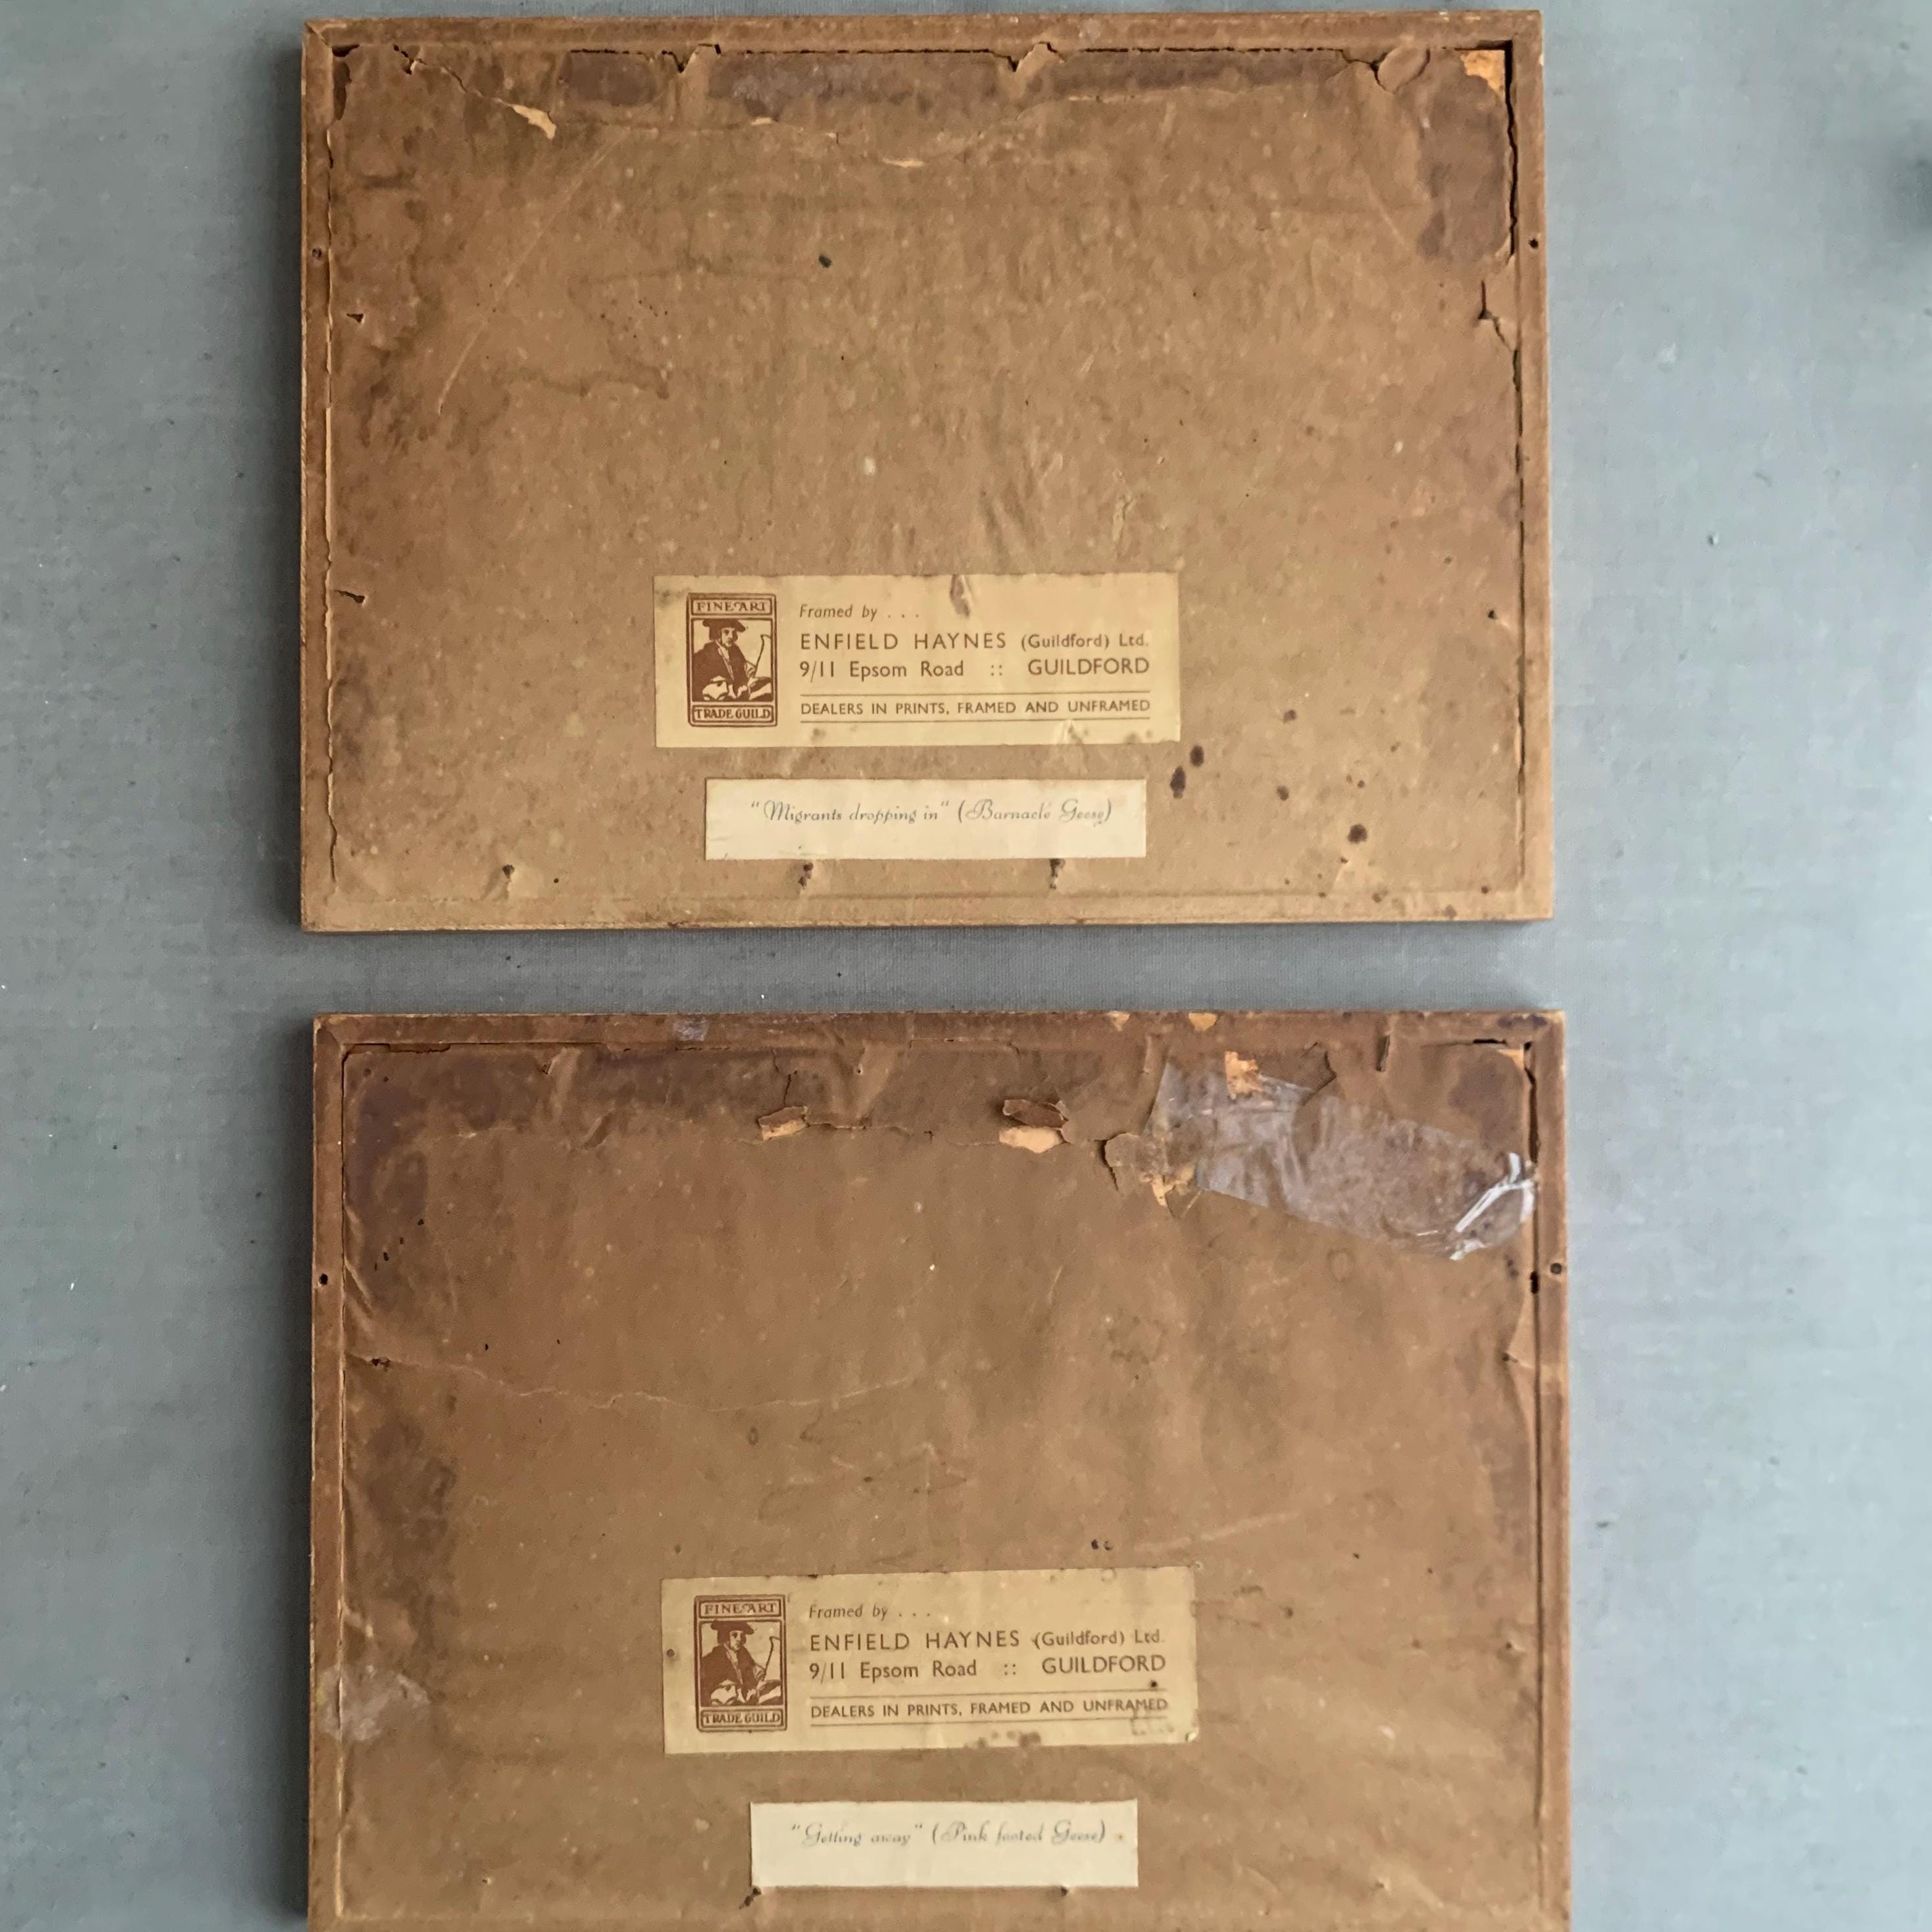 FINE ART
TRADE GUILD
Framed by . . .
ENFIELD HAYNES (Guildford) Ltd.
9/11 Epsom Road :: GUILDFORD
DEALERS IN PRINTS, FRAMED AND UNFRAMED
"Migrants dropping in" (Barnacle Geese)
FINE ART
TRADE GUILD
Framed by . . .
ENFIELD HAYNES (Guildford) Ltd.
9/11 Epsom Road :: GUILDFORD
DEALERS IN PRINTS, FRAMED AND UNFRAMED
"Getting away" (Pink footed Geese)